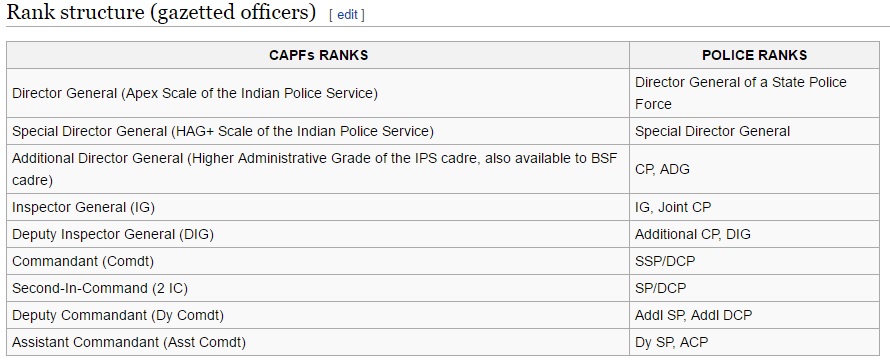 Rank structure (gazetted officers) [ edit ]
CAPFs RANKS POLICE RANKS
Director General (Apex Scale of the Indian Police Service) Director General of a State Police
Force
Special Director General (HAG+ Scale of the Indian Police Service) Special Director General
Additional Director General (Higher Administrative Grade of the IPS cadre, also available to BSF
cadre) CP, ADG
Inspector General (IG) IG, Joint CP
Deputy Inspector General (DIG) Additional CP, DIG
Commandant (Comdt) SSP/DCP
Second-In-Command (2 IC) SP/DCP
Deputy Commandant (Dy Comdt) Addl SP, Addl DCP
Assistant Commandant (Asst Comdt) Dy SP, ACP